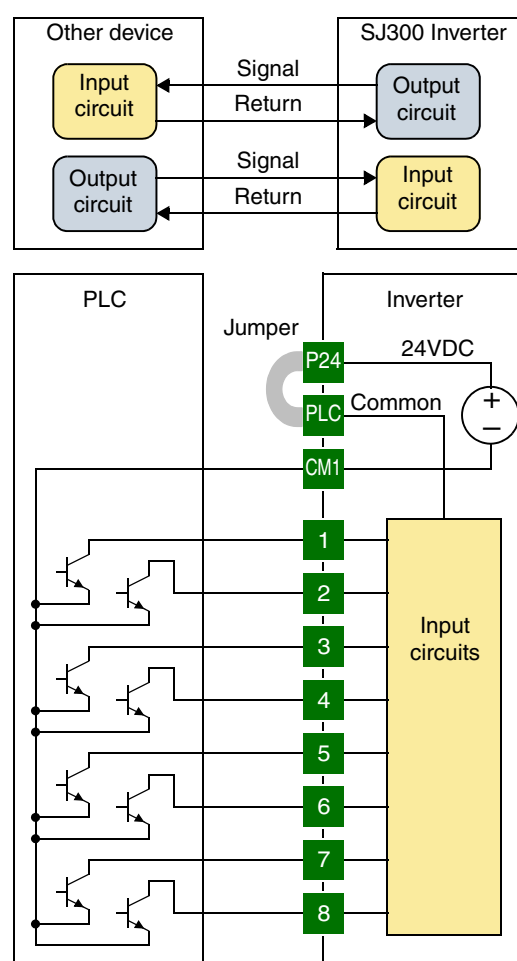 Other device
SJ300 Inverter
Input
circuit
Signal
Return
Output
circuit
Output
circuit
Signal
Return
Input
circuit
PLC
Inverter
Jumper
P24
24VDC
PLC
Common
+
−
CM1
1
2
3
4
5
6
7
8
Input
circuits